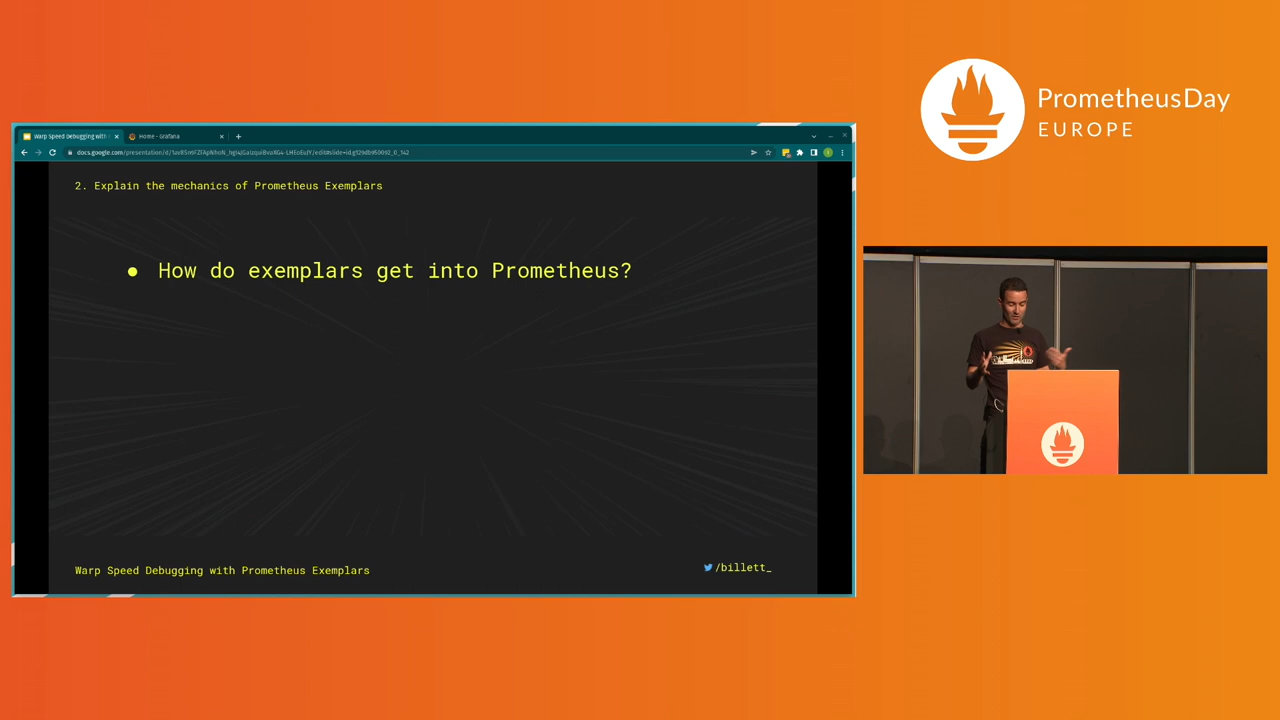 PrometheusDay
EUROPE
Warp Speed Debugging with
Home - Grafana
2. Explain the mechanics of Prometheus Exemplars
● How do exemplars get into Prometheus?
Warp Speed Debugging with Prometheus Exemplars
/billett_